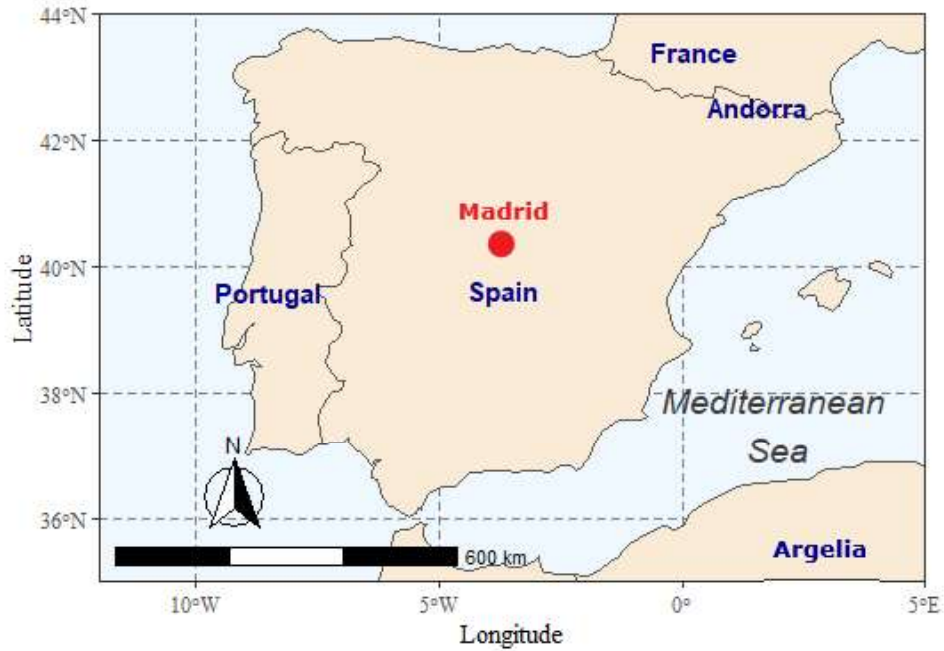 44°N
France
Andorra
42°N
Madrid
40°N
Portugal
Spain
Latitude
38°N
Mediterranean
Sea
N
36°N
600 km
Argelia
10°W
5°W
0°
5°E
Longitude